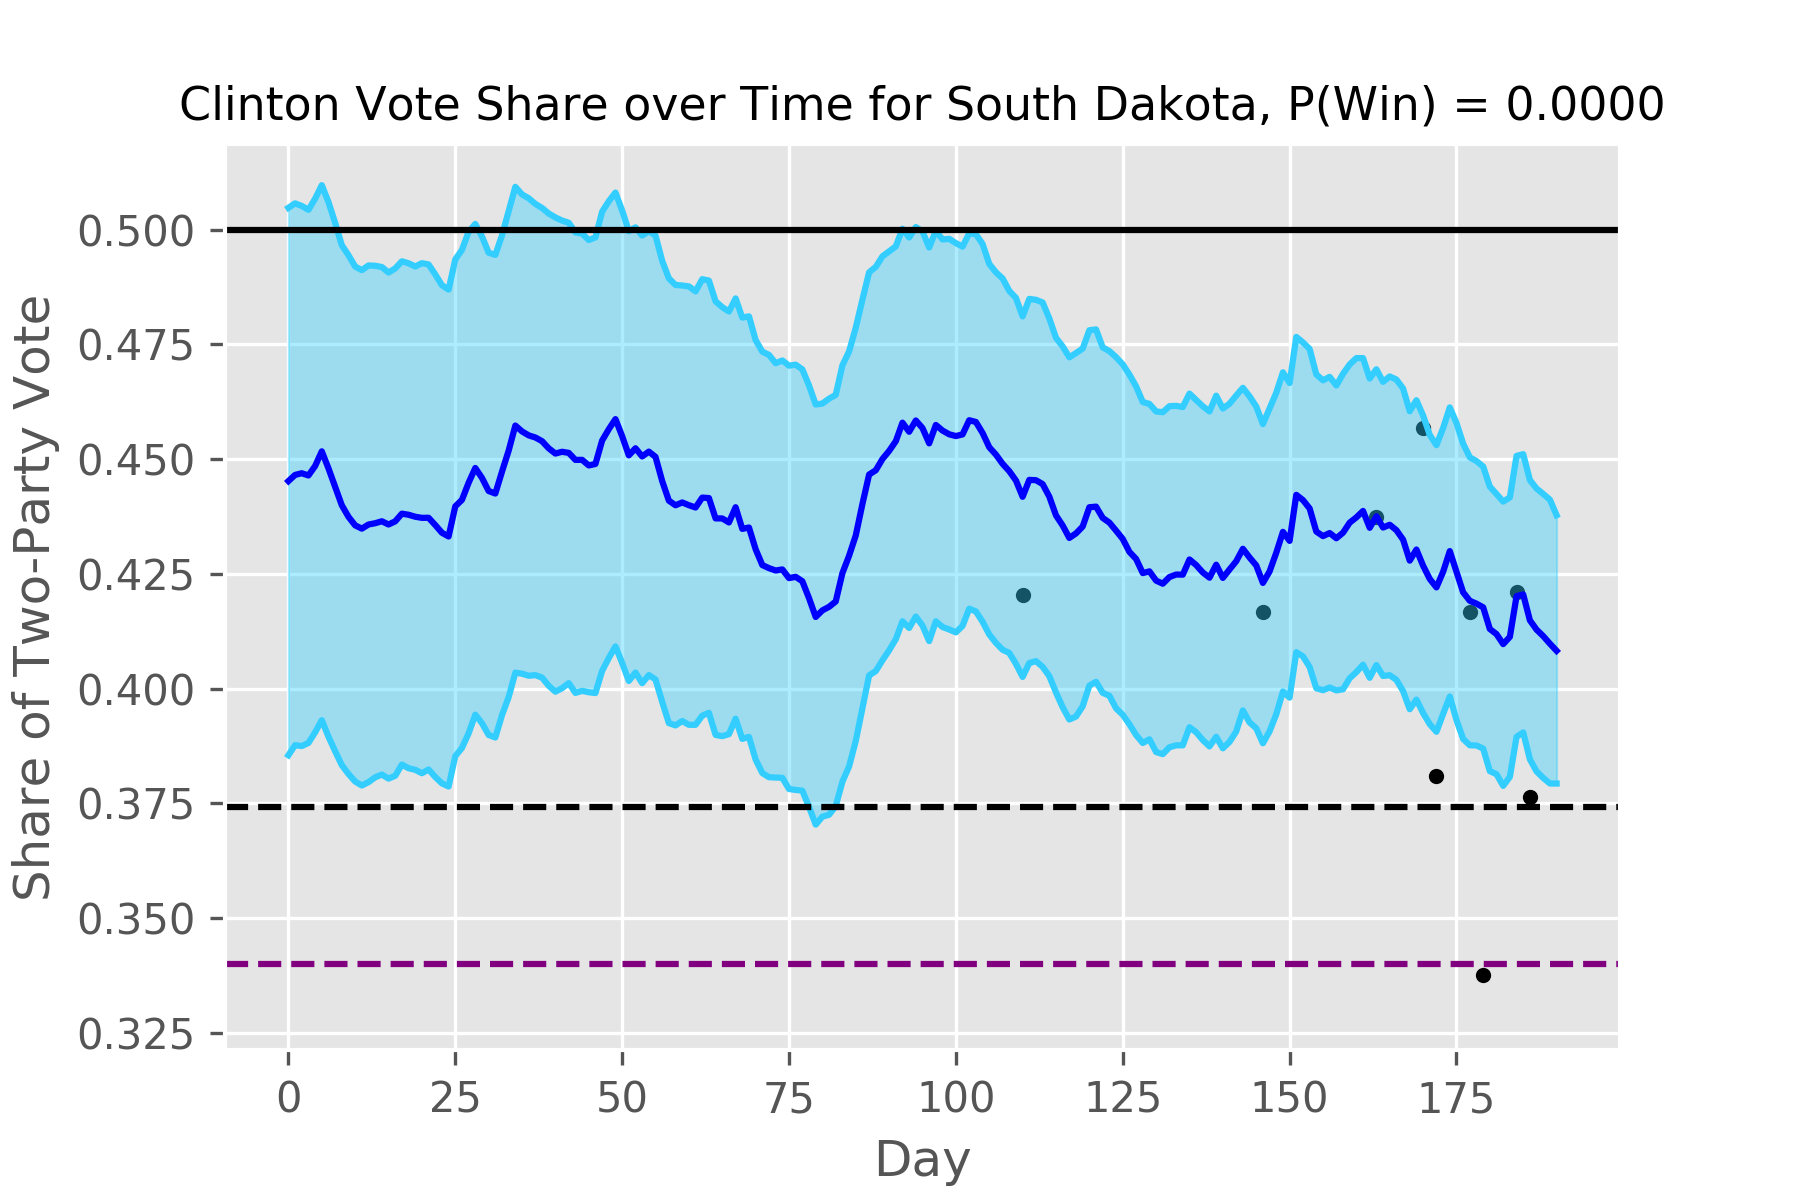 Clinton Vote Share over Time for South Dakota, P(Win) = 0.0000
Share of Two-Party Vote
0.500
0.475
0.450
0.425
0.400
0.375
0.350
0.325
0 25 50 75 100 125 150 175
Day